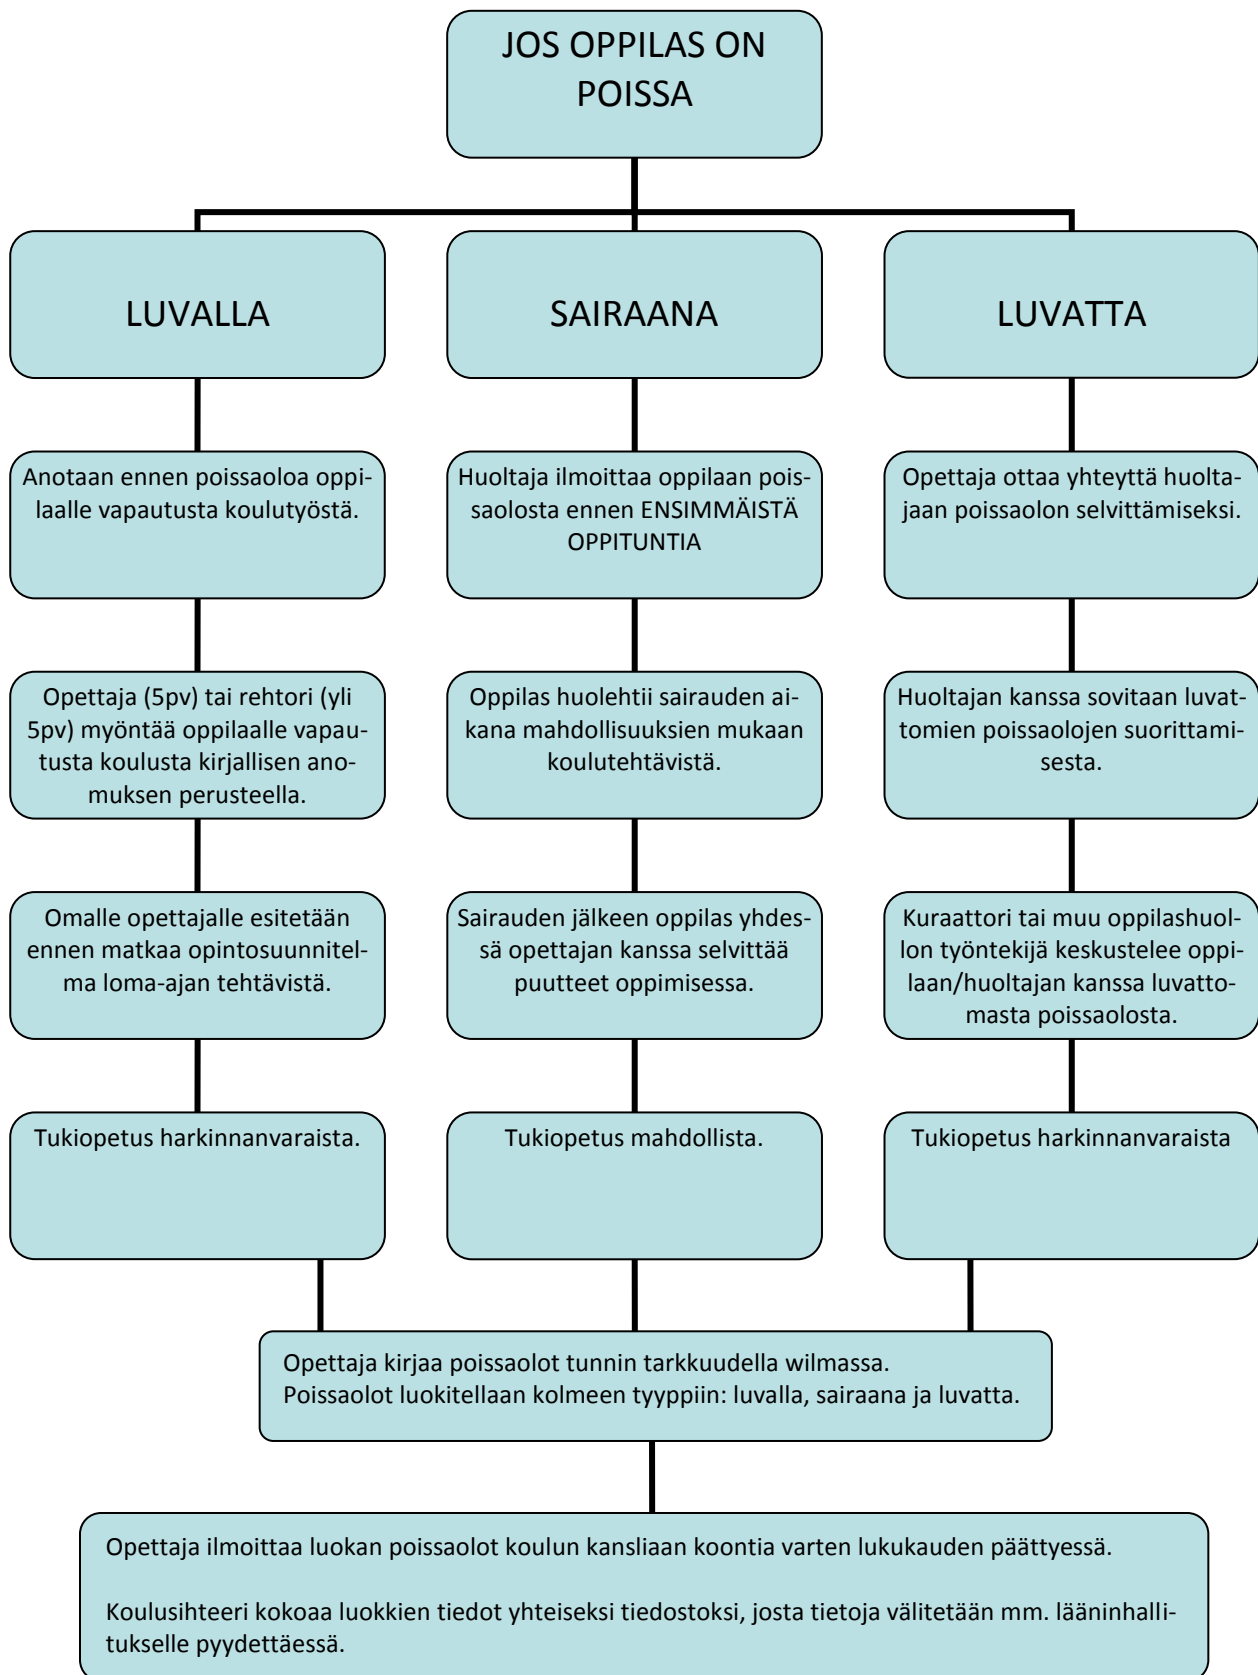 JOS OPPILAS ON
POISSA
LUVALLA
SAIRAANA
LUVATTA
Anotaan ennen poissaoloa oppi-
laalle vapautusta koulutyöstä.
Huoltaja ilmoittaa oppilaan pois-
saolosta ennen ENSIMMÄISTÄ
OPPITUNTIA
Opettaja ottaa yhteyttä huolta-
jaan poissaolon selvittämiseksi.
Opettaja (5pv) tai rehtori (yli
5pv) myöntää oppilaalle vapau-
tusta koulusta kirjallisen ano-
muksen perusteella.
Oppilas huolehtii sairauden ai-
kana mahdollisuuksien mukaan
koulutehtävistä.
Huoltajan kanssa sovitaan luvat-
tomien poissaolojen suorittami-
sesta.
Omalle opettajalle esitetään
ennen matkaa opintosuunnitel-
ma loma-ajan tehtävistä.
Sairauden jälkeen oppilas yhdes-
sä opettajan kanssa selvittää
puutteet oppimisessa.
Kuraattori tai muu oppilashuol-
lon työntekijä keskustelee oppi-
laan/huoltajan kanssa luvatto-
masta poissaolosta.
Tukiopetus harkinnanvaraista.
Tukiopetus mahdollista.
Tukiopetus harkinnanvaraista
Opettaja kirjaa poissaolot tunnin tarkkuudella wilmassa.
Poissaolot luokitellaan kolmeen tyyppiin: luvalla, sairaana ja luvatta.
Opettaja ilmoittaa luokan poissaolot koulun kansliaan koontia varten lukukauden päättyessä.
Koulusihteeri kokoaa luokkien tiedot yhteiseksi tiedostoksi, josta tietoja välitetään mm. lääninhalli-
tukselle pyydettäessä.